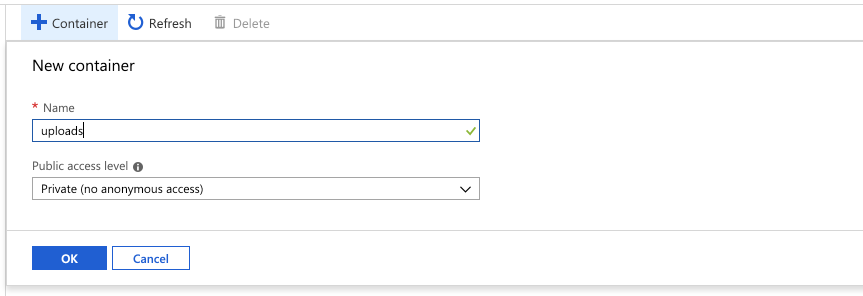 Container Refresh Delete
New container
* Name
uploads
Public access level
Private (no anonymous access)
OK Cancel